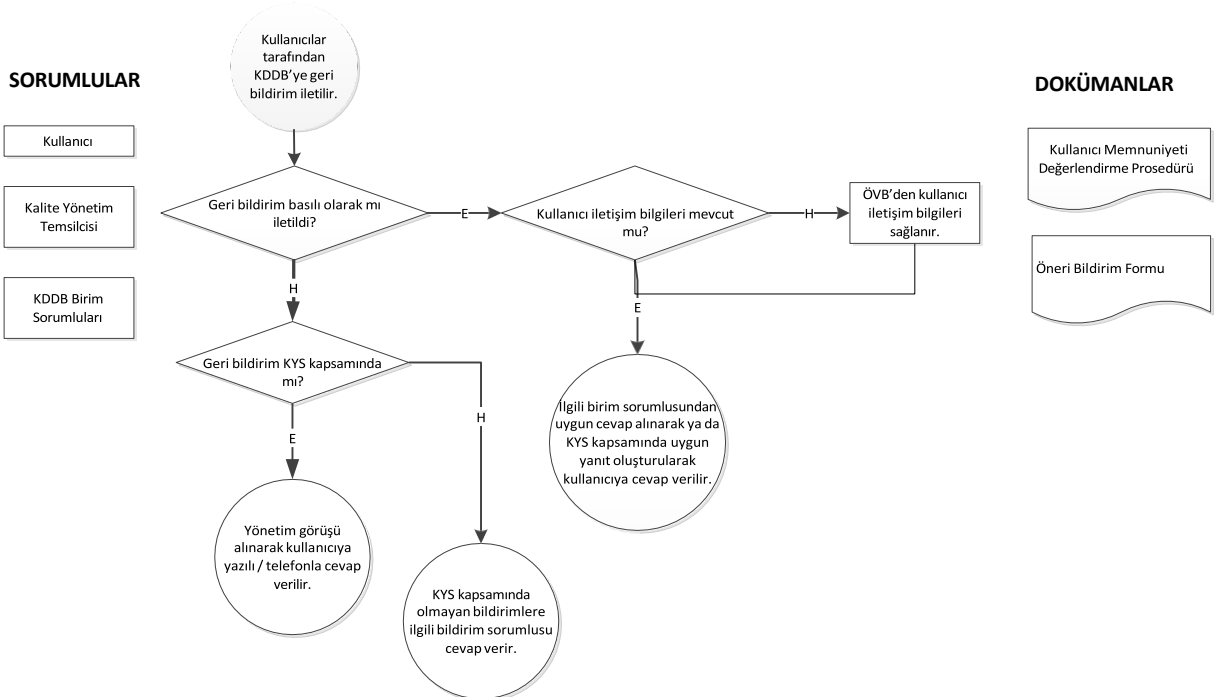 Kullanıcılar
tarafından
KDDB’ye geri
bildirim iletilir.
SORUMLULAR
DOKÜMANLAR
Kullanıcı
Kullanıcı Memnuniyeti
Değerlendirme Prosedürü
Kalite Yönetim
Temsilcisi
Geri bildirim basılı olarak mı
iletildi?
E
Kullanıcı iletişim bilgileri mevcut
mu?
H
ÖVB’den kullanıcı
iletişim bilgileri
sağlanır.
Öneri Bildirim Formu
KDDB Birim
Sorumluları
H
E
Geri bildirim KYS kapsamında
mı?
H
E
İlgili birim sorumlusundan
uygun cevap alınarak ya da
KYS kapsamında uygun
yanıt oluşturularak
kullanıcıya cevap verilir.
Yönetim görüşü
alınarak kullanıcıya
yazılı / telefonla cevap
verilir.
KYS kapsamında
olmayan bildirimlere
ilgili bildirim sorumlusu
cevap verir.